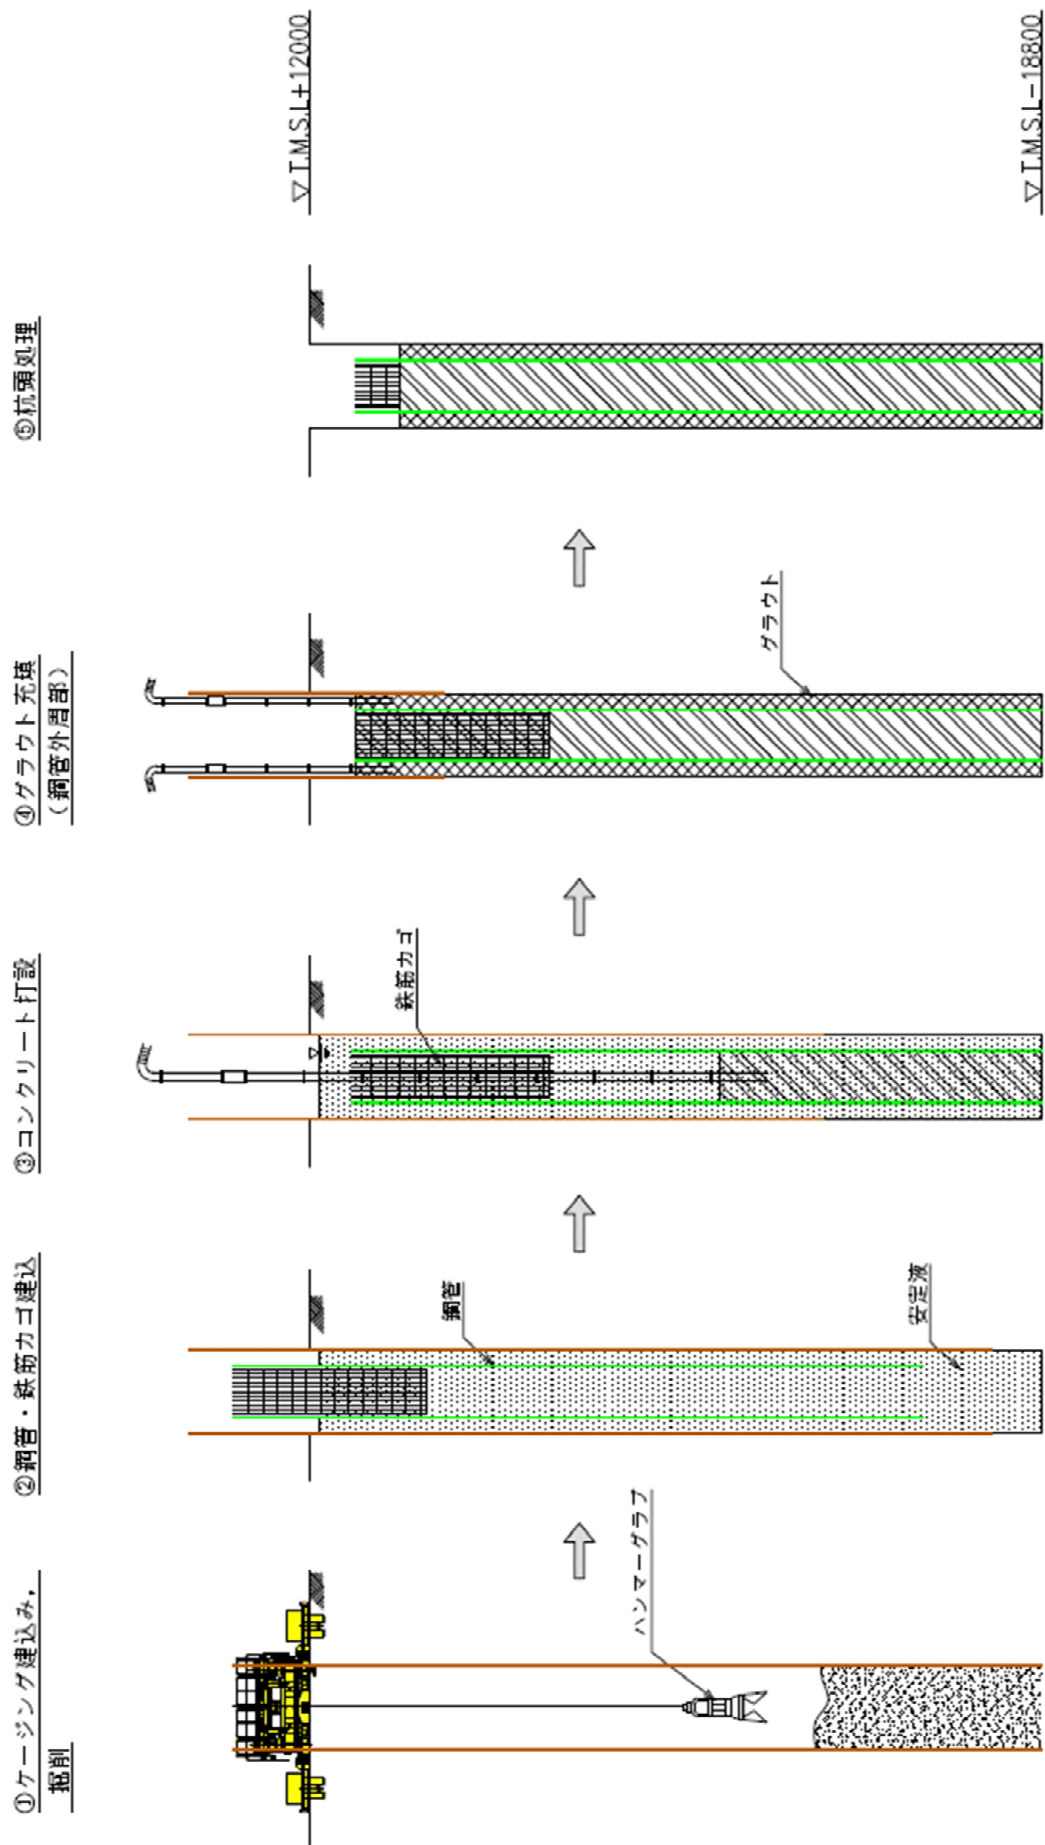 ①ケージング建込み，
掘削
ハンマーグラブ
②鋼管・鉄筋カゴ建込
鋼管
安定液
③コンクリート打設
鉄筋カゴ
④グラウト充填
（鋼管外周部）
グラウト
⑤杭頭処理
▽T.M.S.L+12000
▽T.M.S.L-18800